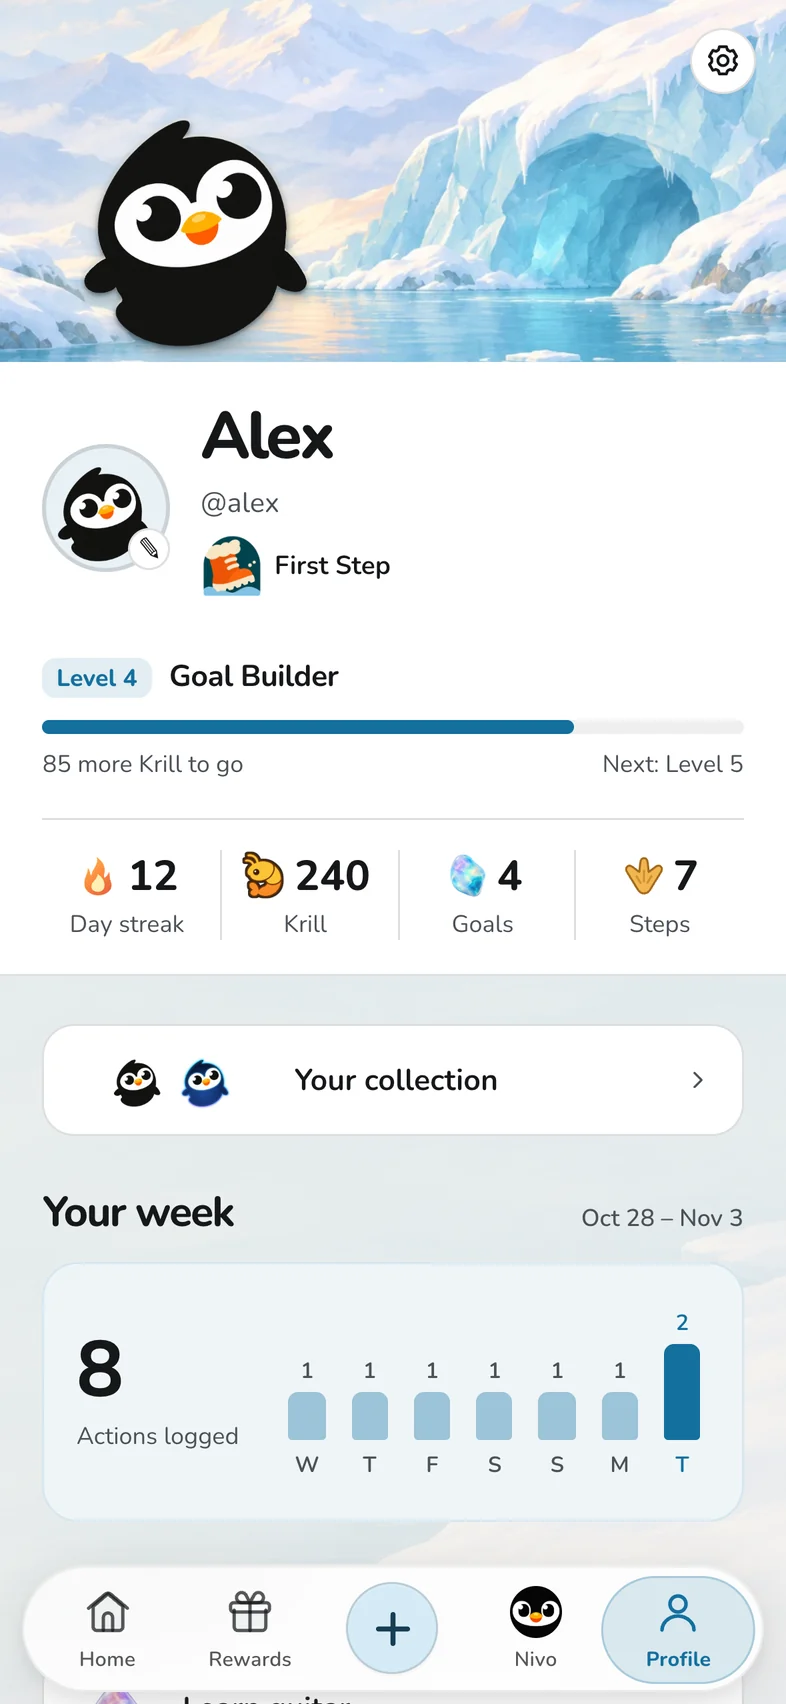 Alex
@alex
First Step
Level 4 Goal Builder
85 more Krill to go Next: Level 5
12 240 4 7
Day streak Krill Goals Steps
Your collection
Your week Oct 28 – Nov 3
2
1 1 1 1 1 1
8
Actions logged
W T F S S M T
Home Rewards Nivo Profile
Learn guitar